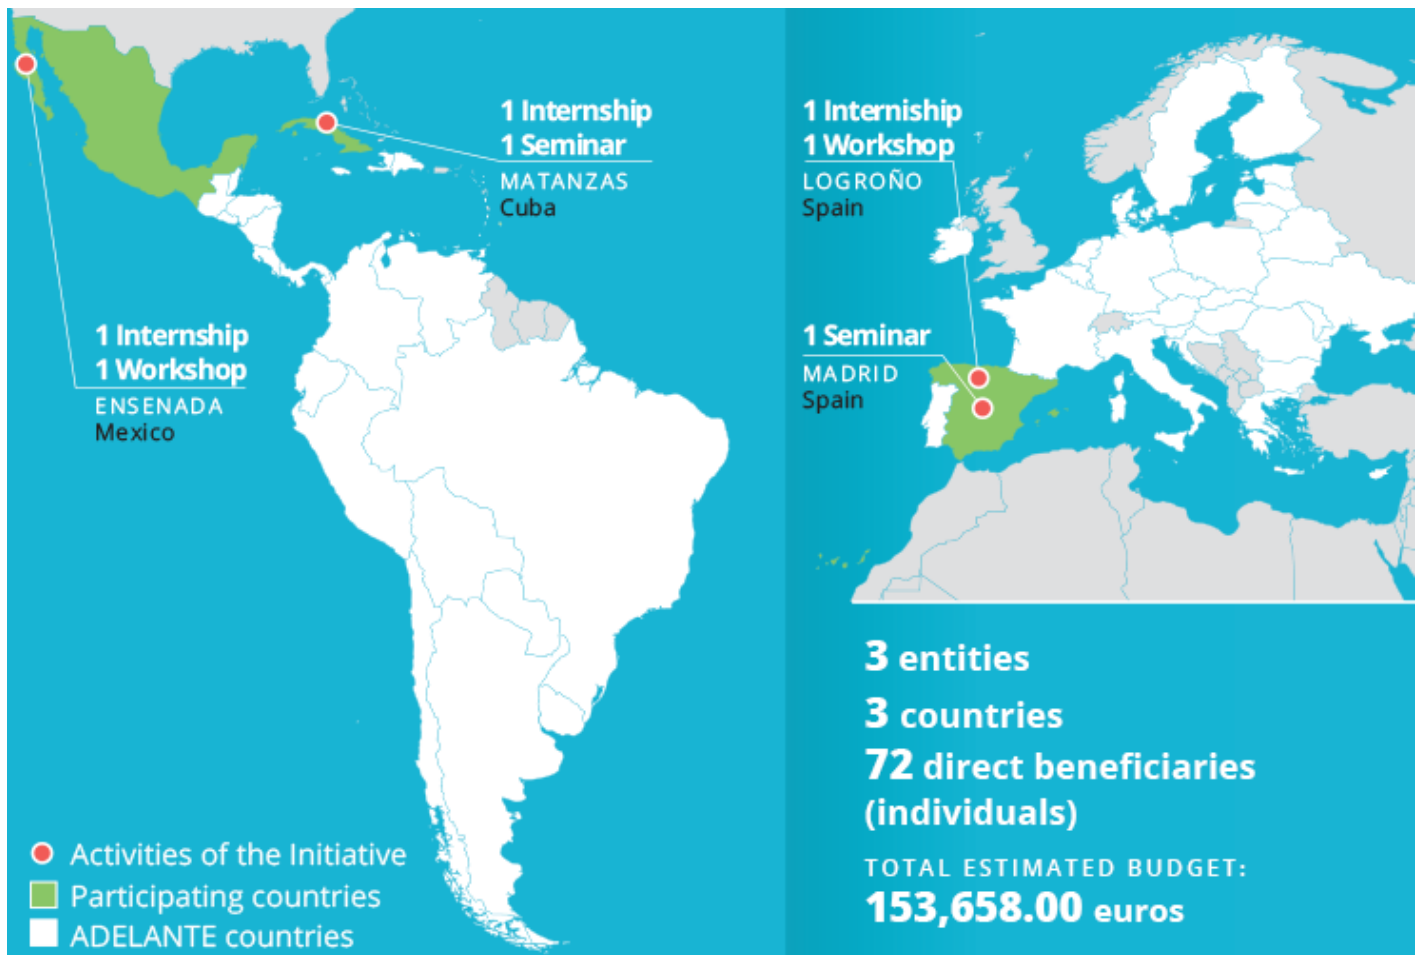 1 Internship
1 Seminar
MATANZAS
Cuba
1 Internship
1 Workshop
ENSENADA
Mexico
Activities of the Initiative
Participating countries
ADELANTE countries
1 Interniship
1 Workshop
LOGROÑO
Spain
1 Seminar
MADRID
Spain
3 entities
3 countries
72 direct beneficiaries
(individuals)
TOTAL ESTIMATED BUDGET:
153,658.00 euros